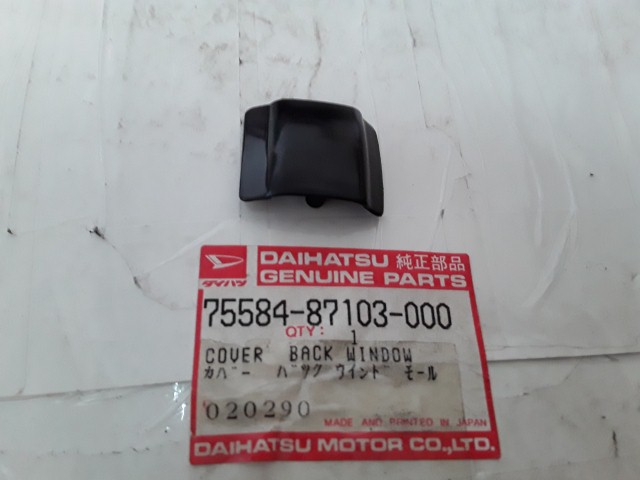 DAIHATSU 純正部品
ダイハツ GENUINE PARTS
75584-87103-000
QTY: 1
COVER BACK WINDOW
カバー バック ウインド モール
020290
MADE AND PRINTED IN JAPAN
DAIHATSU MOTOR CO.,LTD.